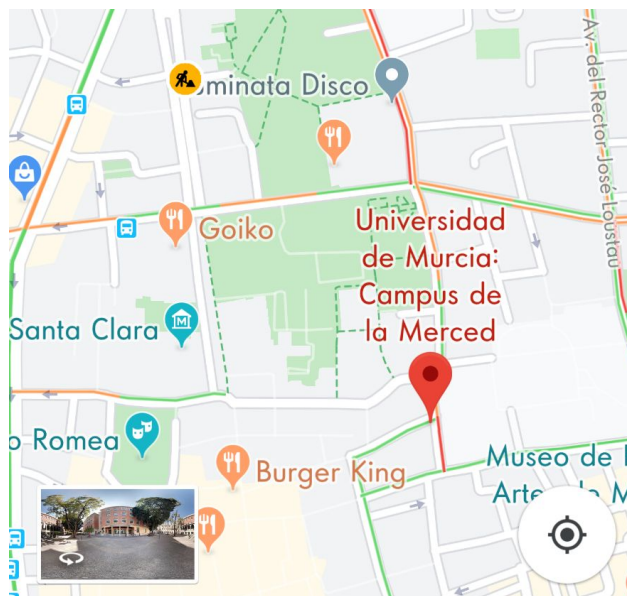 uminata Disco
Av. del Rector José Loustau
Goiko
Universidad
de Murcia:
Campus de
la Merced
Santa Clara
o Romea
Burger King
Museo de
Arte